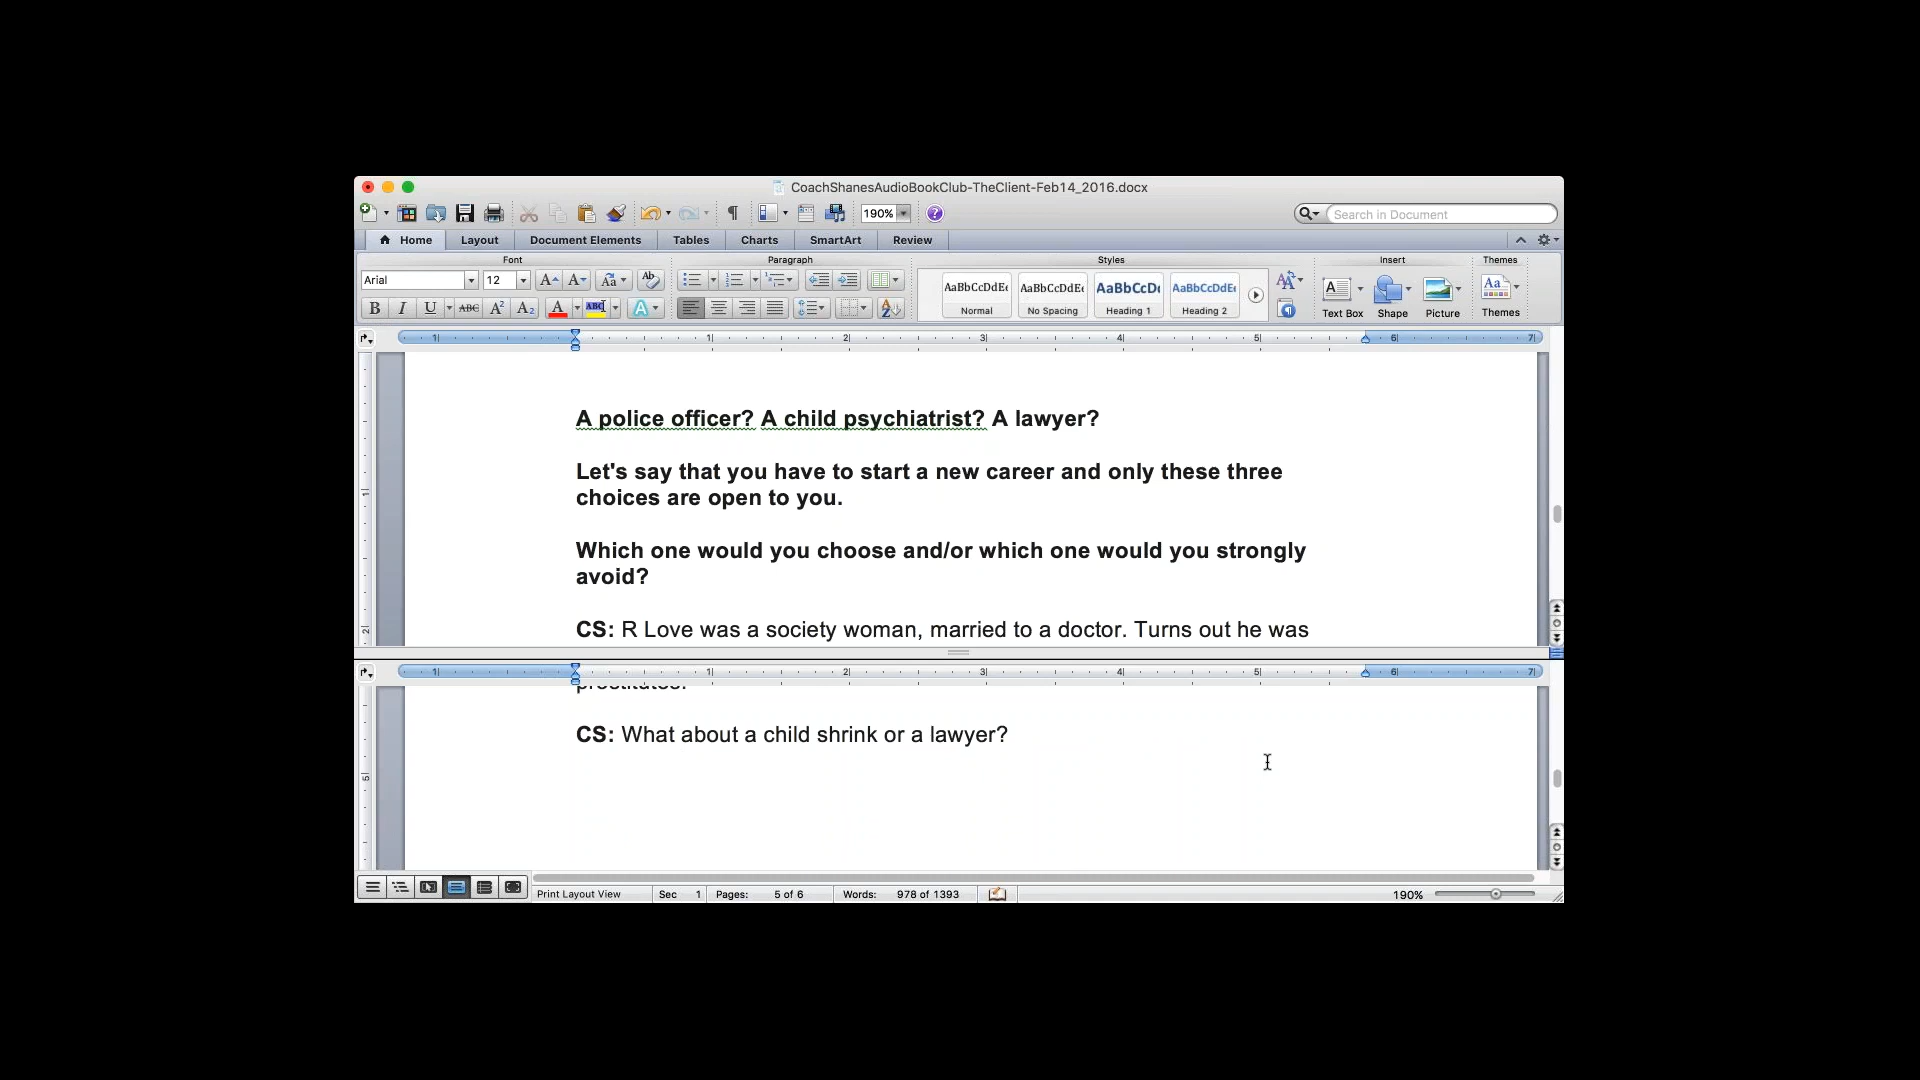 CoachShanesAudioBookClub-TheClient-Feb14_2016.docx
190%
Search in Document
Home Layout Document Elements Tables Charts SmartArt Review
Font Paragraph Styles Insert Themes
Arial 12
AaBbCcDdEe AaBbCcDdEe AaBbCcDd AaBbCcDdEe
Normal No Spacing Heading 1 Heading 2
Text Box Shape Picture Themes
A police officer? A child psychiatrist? A lawyer?
Let's say that you have to start a new career and only these three
choices are open to you.
Which one would you choose and/or which one would you strongly
avoid?
CS: R Love was a society woman, married to a doctor. Turns out he was
prostitutes.
CS: What about a child shrink or a lawyer?
Print Layout View Sec 1 Pages: 5 of 6 Words: 978 of 1393 190%